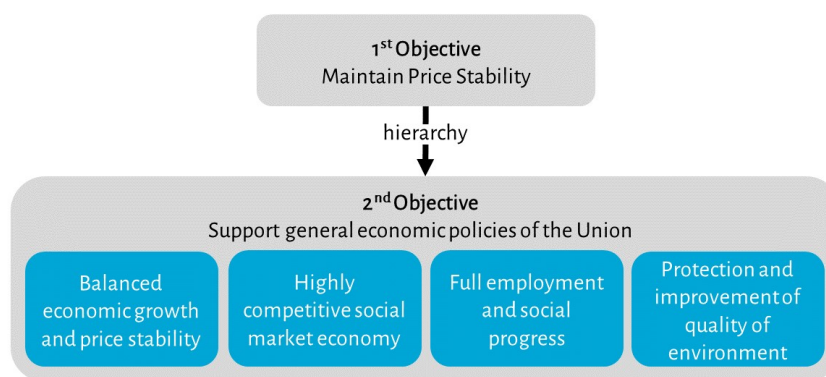 1st Objective
Maintain Price Stability
hierarchy
2nd Objective
Support general economic policies of the Union
Balanced
economic growth
and price stability
Highly
competitive social
market economy
Full employment
and social
progress
Protection and
improvement of
quality of
environment